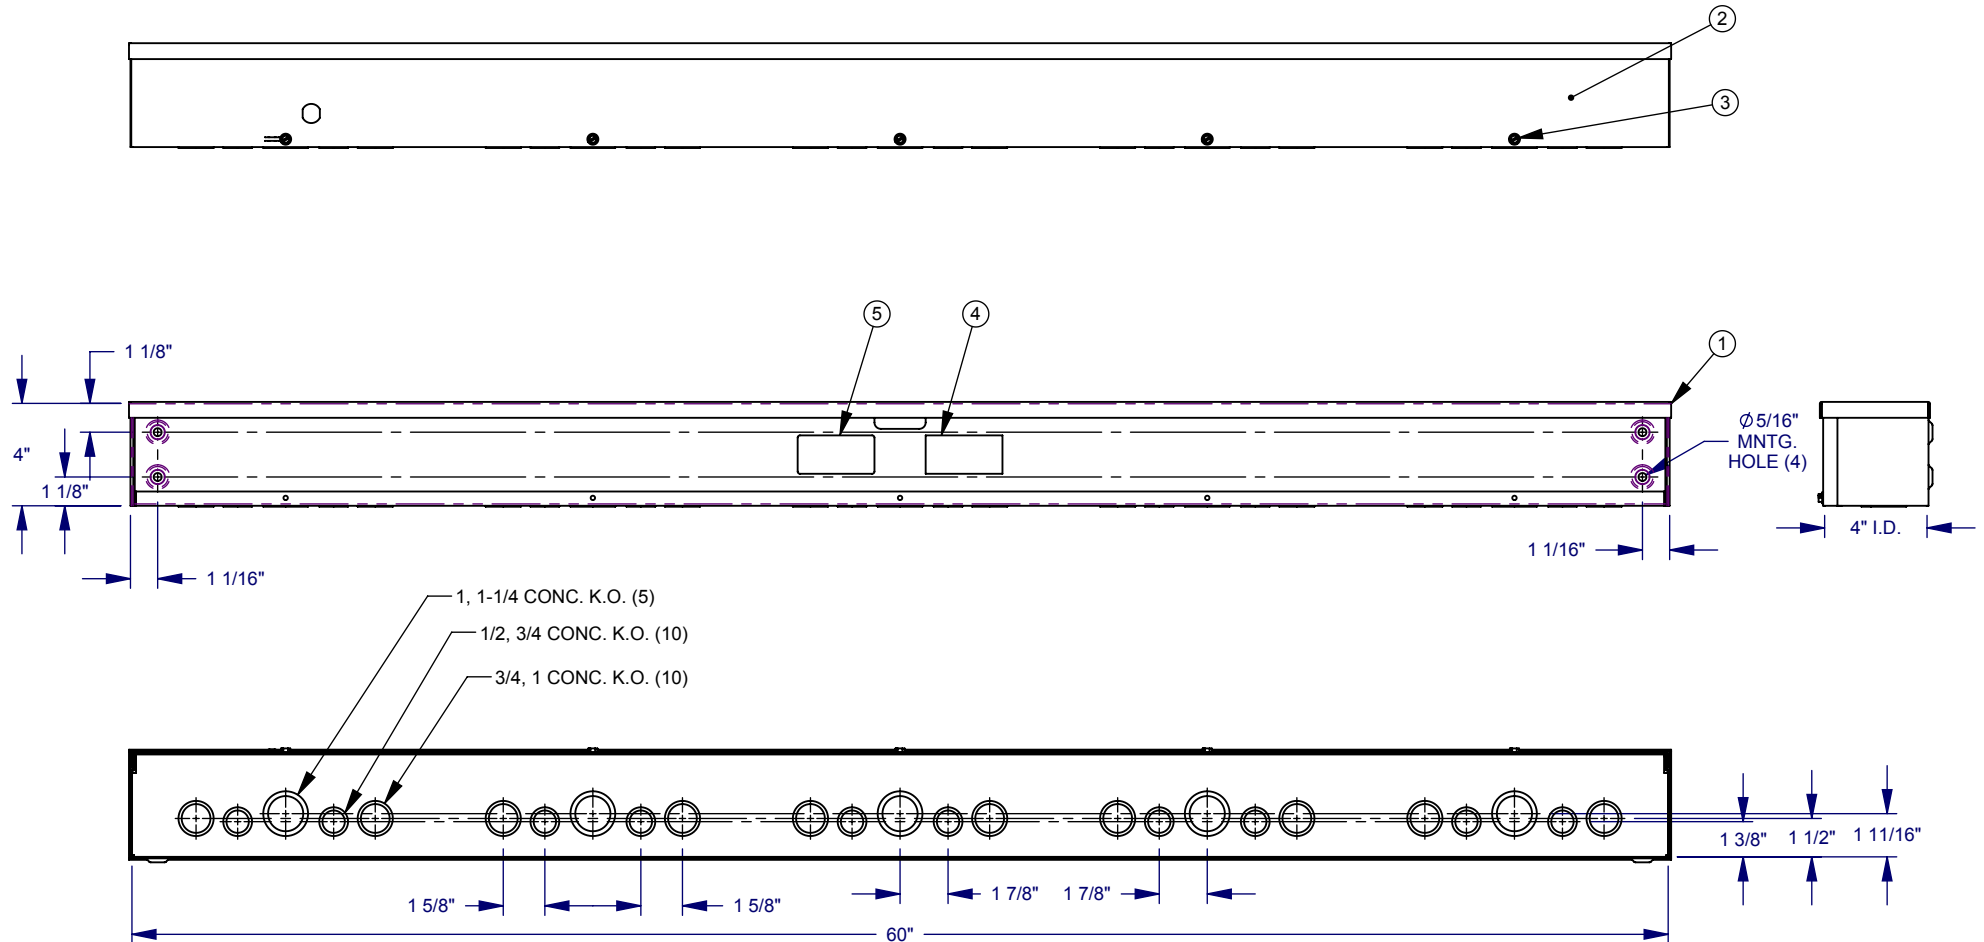 2
3
5
4
1
1 1/8"
4"
1 1/8"
Ø 5/16"
MNTG.
HOLE (4)
4" I.D.
1 1/16"
1 1/16"
1, 1-1/4 CONC. K.O. (5)
1/2, 3/4 CONC. K.O. (10)
3/4, 1 CONC. K.O. (10)
1 3/8"
1 1/2"
1 11/16"
1 5/8"
1 5/8"
1 7/8"
1 7/8"
60"